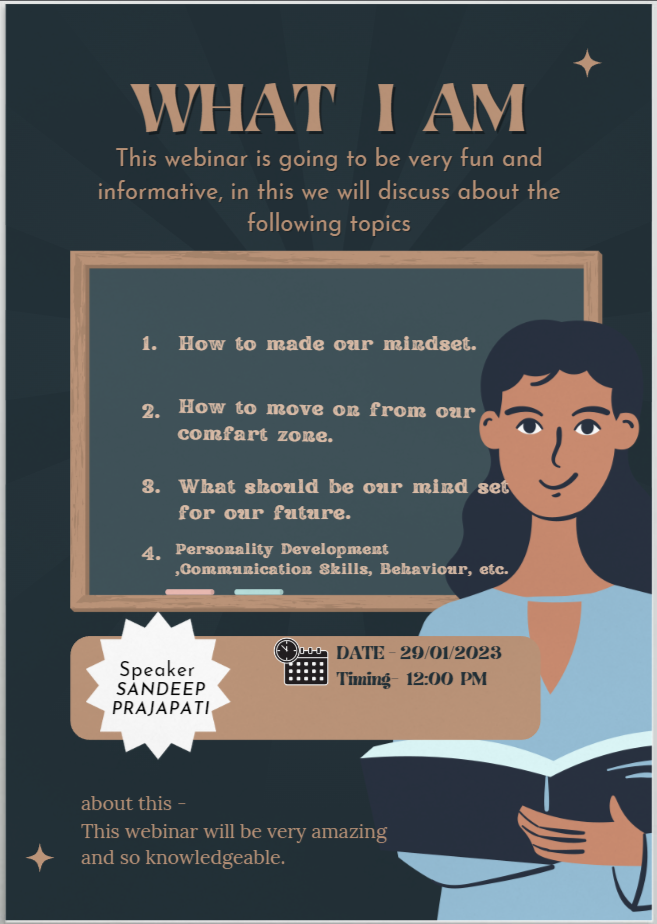 WHAT I AM
This webinar is going to be very fun and
informative, in this we will discuss about the
following topics
1. How to made our mindset.
2. How to move on from our
comfart zone.
3. What should be our mind set
for our future.
4. Personality Development
,Communication Skills, Behaviour, etc.
Speaker
SANDEEP
PRAJAPATI
DATE - 29/01/2023
Timing- 12:00 PM
about this -
This webinar will be very amazing
and so knowledgeable.